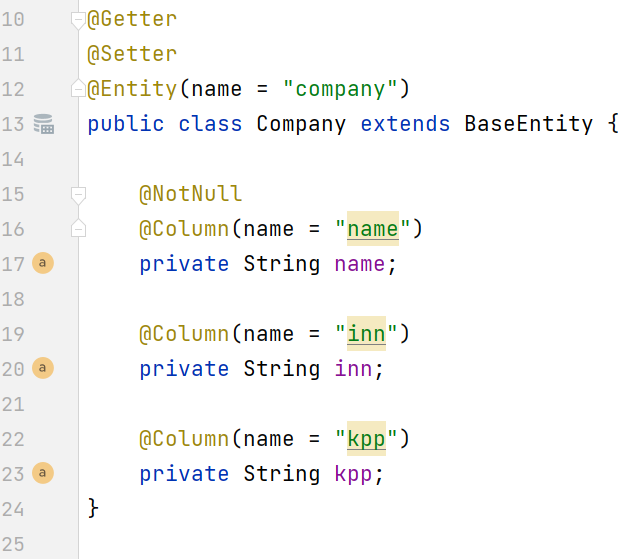 10 @Getter
11 @Setter
12 @Entity(name = "company")
13 public class Company extends BaseEntity {
14
15     @NotNull
16     @Column(name = "name")
17 a     private String name;
18
19     @Column(name = "inn")
20 a     private String inn;
21
22     @Column(name = "kpp")
23 a     private String kpp;
24 }
25